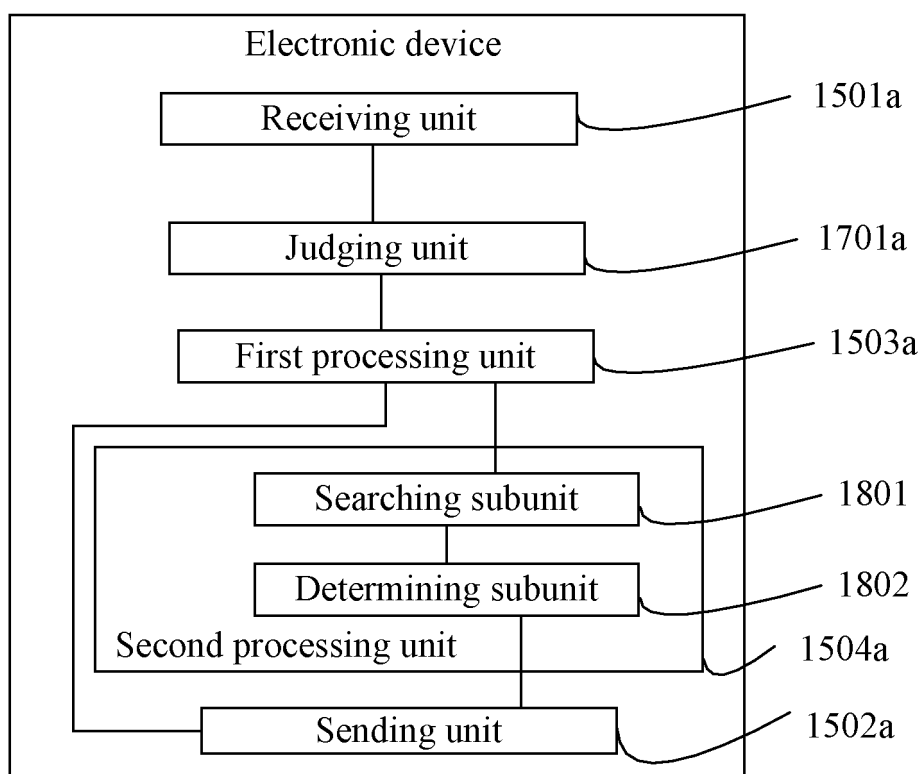 Electronic device
Receiving unit
1501a
Judging unit
1701a
First processing unit
1503a
Searching subunit
1801
Determining subunit
1802
Second processing unit
1504a
Sending unit
1502a